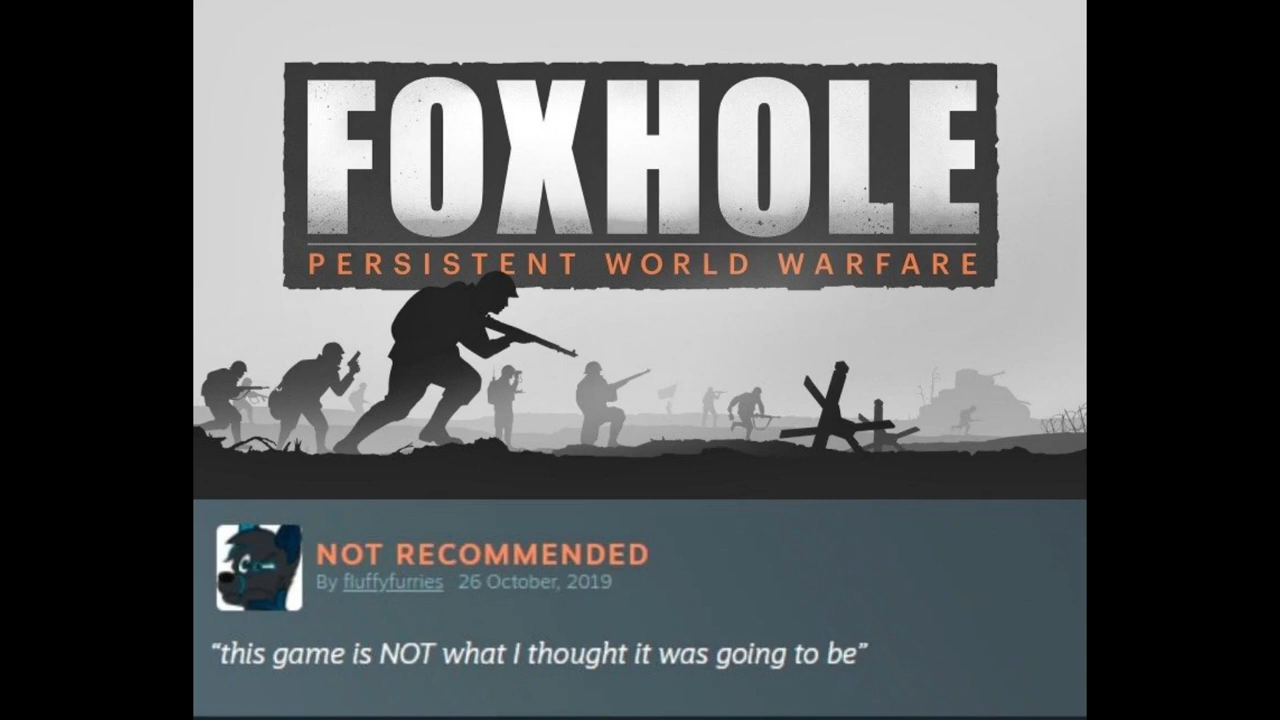 FOXHOLE
PERSISTENT WORLD WARFARE
NOT RECOMMENDED
By fluffyfurries 26 October, 2019
“this game is NOT what I thought it was going to be”